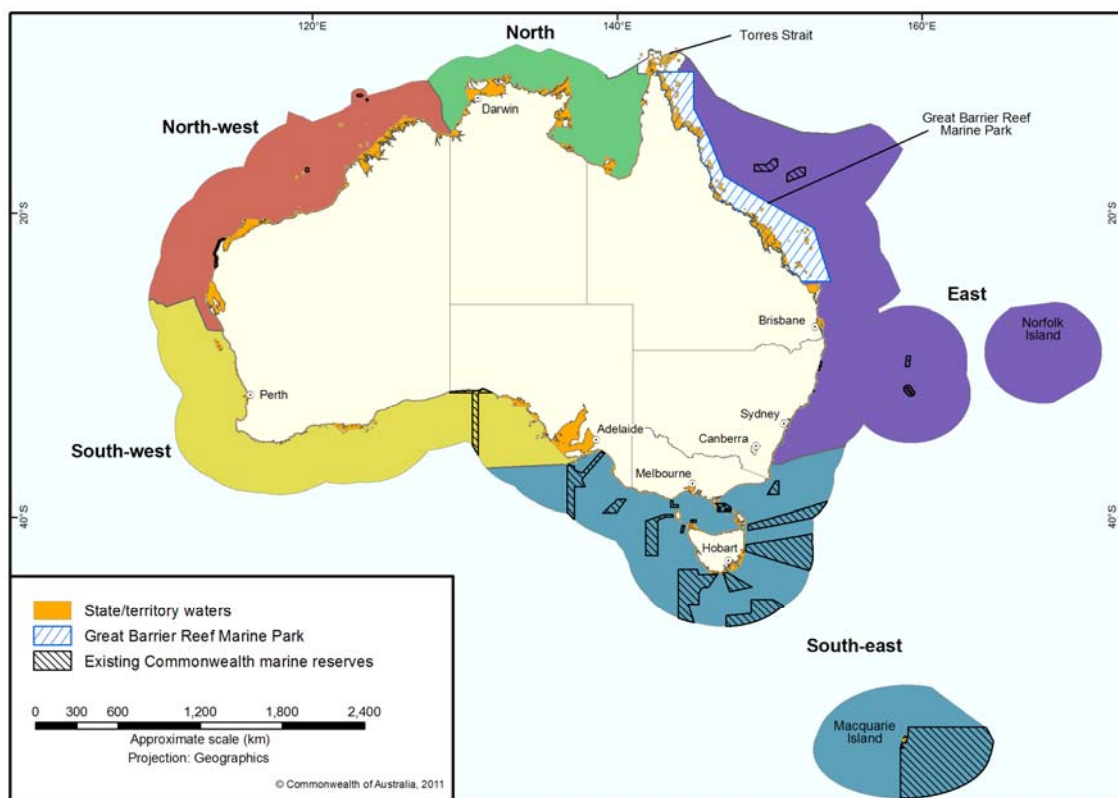 120°E
140°E
160°E
North
Torres Strait
Darwin
North-west
Great Barrier Reef
Marine Park
20°S
20°S
East
Brisbane
Norfolk
Island
Perth
Sydney
Adelaide
Canberra
South-west
Melbourne
40°S
40°S
Hobart
State/territory waters
Great Barrier Reef Marine Park
Existing Commonwealth marine reserves
South-east
0 300 600 1,200 1,800 2,400
Approximate scale (km)
Projection: Geographics
Macquarie
Island
© Commonwealth of Australia, 2011